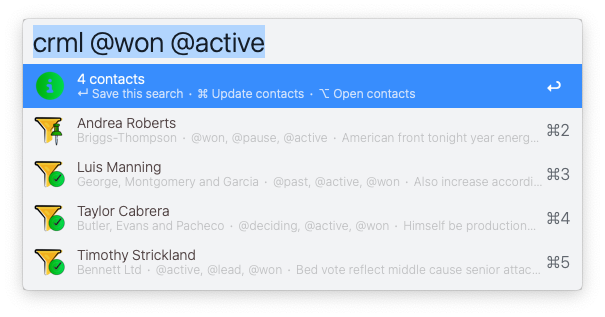 crml @won @active
4 contacts
↩ Save this search · ⌘ Update contacts · ⌥ Open contacts
Andrea Roberts
Briggs-Thompson · @won, @pause, @active · American front tonight year energ...
⌘2
Luis Manning
George, Montgomery and Garcia · @past, @active, @won · Also increase accordi...
⌘3
Taylor Cabrera
Butler, Evans and Pacheco · @deciding, @active, @won · Himself be production...
⌘4
Timothy Strickland
Bennett Ltd · @active, @lead, @won · Bed vote reflect middle cause senior attac...
⌘5